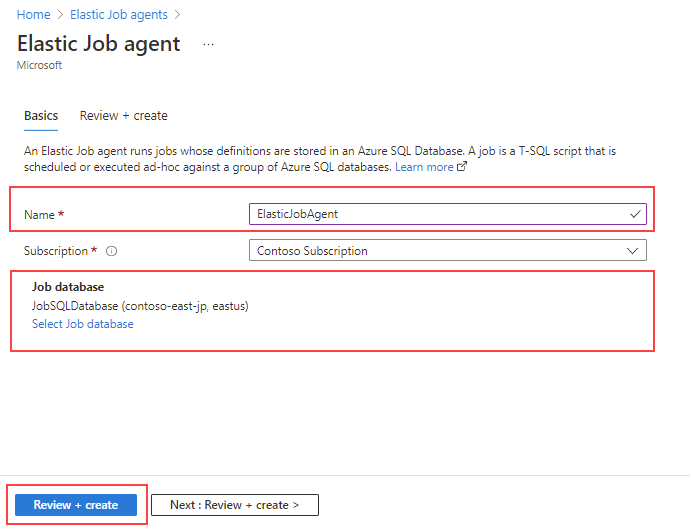 Home > Elastic Job agents >
Elastic Job agent ...
Microsoft
Basics Review + create
An Elastic Job agent runs jobs whose definitions are stored in an Azure SQL Database. A job is a T-SQL script that is
scheduled or executed ad-hoc against a group of Azure SQL databases. Learn more
Name * ElasticJobAgent
Subscription * Contoso Subscription
Job database
JobSQLDatabase (contoso-east-jp, eastus)
Select Job database
Review + create Next : Review + create >